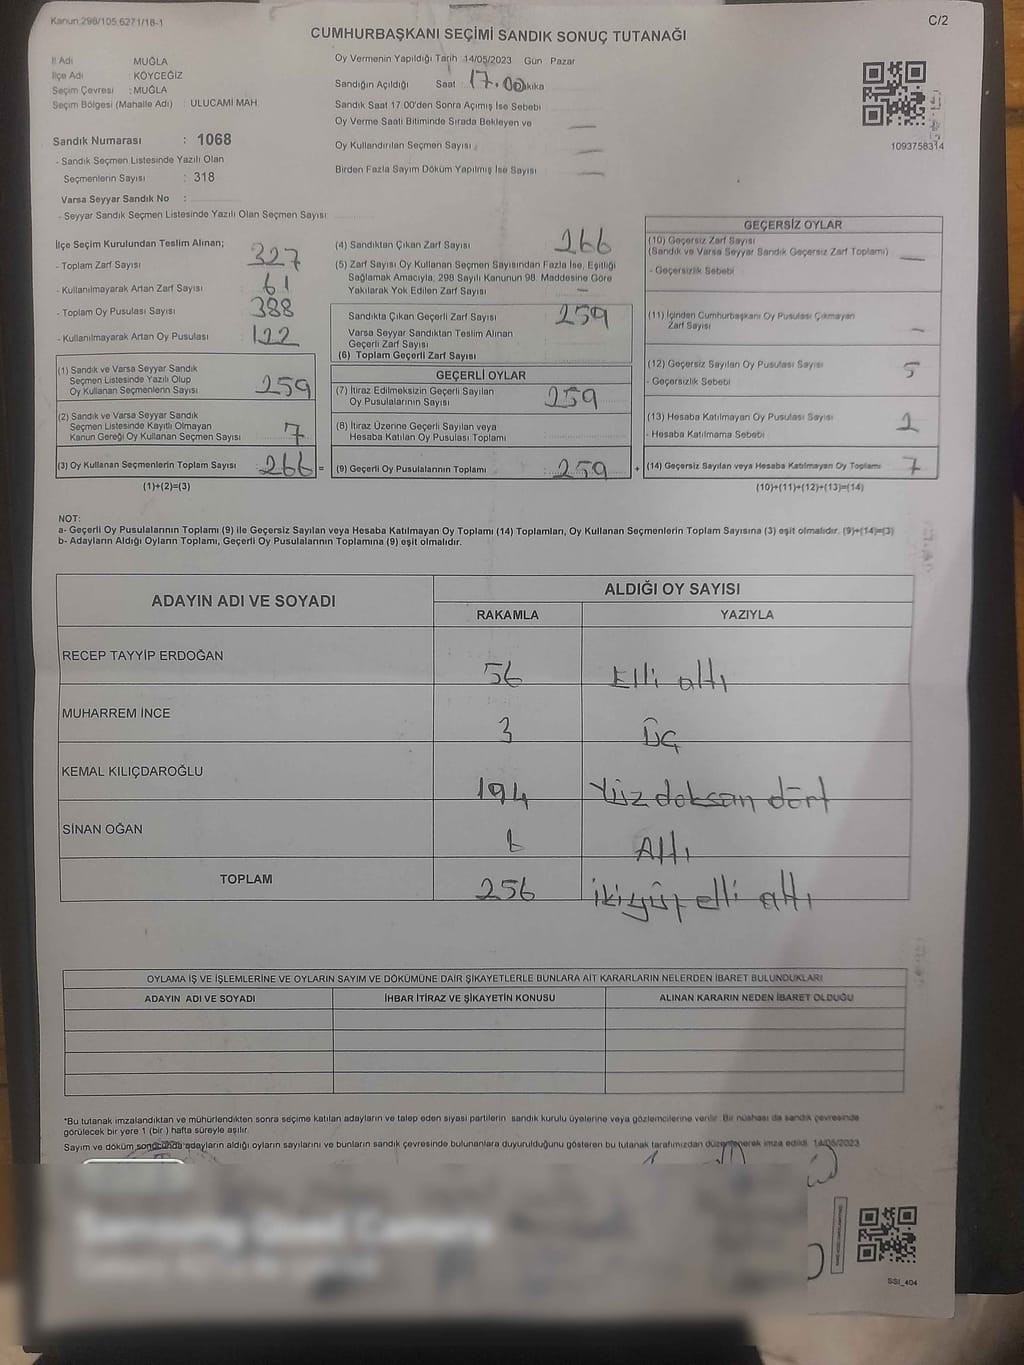 Kanun:298/105,6271/18-1
C/2
CUMHURBAŞKANI SEÇİMİ SANDIK SONUÇ TUTANAĞI
İl Adı MUĞLA
İlçe Adı KÖYCEĞİZ
Seçim Çevresi : MUĞLA
Seçim Bölgesi (Mahalle Adı) : ULUCAMİ MAH.
Sandık Numarası : 1068
- Sandık Seçmen Listesinde Yazılı Olan
Seçmenlerin Sayısı : 318
Varsa Seyyar Sandık No :
- Seyyar Sandık Seçmen Listesinde Yazılı Olan Seçmen Sayısı
Oy Vermenin Yapıldığı Tarih 14/05/2023 Gün Pazar
Sandığın Açıldığı Saat 17.00 Dakika
Sandık Saat 17.00'den Sonra Açımış İse Sebebi
Oy Verme Saati Bitiminde Sırada Bekleyen ve —
Oy Kullandırılan Seçmen Sayısı —
Birden Fazla Sayım Döküm Yapılmış İse Sayısı —
1093758314
İlçe Seçim Kurulundan Teslim Alınan;
- Toplam Zarf Sayısı 327
- Kullanılmayarak Artan Zarf Sayısı 61
- Toplam Oy Pusulası Sayısı 388
- Kullanılmayarak Artan Oy Pusulası 122
(1) Sandık ve Varsa Seyyar Sandık
Seçmen Listesinde Yazılı Olup
Oy Kullanan Seçmenlerin Sayısı 259
(2) Sandık ve Varsa Seyyar Sandık
Seçmen Listesinde Kayıtlı Olmayan
Kanun Gereği Oy Kullanan Seçmen Sayısı 7
(3) Oy Kullanan Seçmenlerin Toplam Sayısı 266 =
(1)+(2)=(3)
(4) Sandıktan Çıkan Zarf Sayısı 266
(5) Zarf Sayısı Oy Kullanan Seçmen Sayısından Fazla İse, Eşitliği
Sağlamak Amacıyla, 298 Sayılı Kanunun 98. Maddesine Göre
Yakılarak Yok Edilen Zarf Sayısı —
Sandıkta Çıkan Geçerli Zarf Sayısı 259
Varsa Seyyar Sandıktan Teslim Alınan
Geçerli Zarf Sayısı
(6) Toplam Geçerli Zarf Sayısı
GEÇERLİ OYLAR
(7) İtiraz Edilmeksizin Geçerli Sayılan
Oy Pusulalarının Sayısı 259
(8) İtiraz Üzerine Geçerli Sayılan veya
Hesaba Katılan Oy Pusulası Toplamı
(9) Geçerli Oy Pusulalarının Toplamı 259 +
GEÇERSİZ OYLAR
(10) Geçersiz Zarf Sayısı
(Sandık ve Varsa Seyyar Sandık Geçersiz Zarf Toplamı) —
- Geçersizlik Sebebi
(11) İçinden Cumhurbaşkanı Oy Pusulası Çıkmayan
Zarf Sayısı —
(12) Geçersiz Sayılan Oy Pusulası Sayısı 5
- Geçersizlik Sebebi
(13) Hesaba Katılmayan Oy Pusulası Sayısı 2
- Hesaba Katılmama Sebebi
(14) Geçersiz Sayılan veya Hesaba Katılmayan Oy Toplamı 7
(10)+(11)+(12)+(13)=(14)
NOT:
a- Geçerli Oy Pusulalarının Toplamı (9) ile Geçersiz Sayılan veya Hesaba Katılmayan Oy Toplamı (14) Toplamları, Oy Kullanan Seçmenlerin Toplam Sayısına (3) eşit olmalıdır. (9)+(14)=(3)
b- Adayların Aldığı Oyların Toplamı, Geçerli Oy Pusulalarının Toplamına (9) eşit olmalıdır.
ADAYIN ADI VE SOYADI
ALDIĞI OY SAYISI
RAKAMLA YAZIYLA
RECEP TAYYİP ERDOĞAN 56 Elli altı
MUHARREM İNCE 3 Üç
KEMAL KILIÇDAROĞLU 194 Yüz doksan dört
SİNAN OĞAN 6 Altı
TOPLAM 256 ikiyüz elli altı
OYLAMA İŞ VE İŞLEMLERİNE VE OYLARIN SAYIM VE DÖKÜMÜNE DAİR ŞİKAYETLERLE BUNLARA AİT KARARLARIN NELERDEN İBARET BULUNDUKLARI
ADAYIN ADI VE SOYADI İHBAR İTİRAZ VE ŞİKAYETİN KONUSU ALINAN KARARIN NEDEN İBARET OLDUĞU
*Bu tutanak imzalandıktan ve mühürlendikten sonra seçime katılan adayların ve talep eden siyasi partilerin sandık kurulu üyelerine veya gözlemcilerine verilir. Bir nüshası da sandık çevresinde
görülecek bir yere 1 (bir ) hafta süreyle aşılır.
Sayım ve döküm sonucunda adayların aldığı oyların sayılarını ve bunların sandık çevresinde bulunanlara duyurulduğunu gösteren bu tutanak tarafımızdan düzenlenerek imza edildi. 14/05/2023
SSI_404